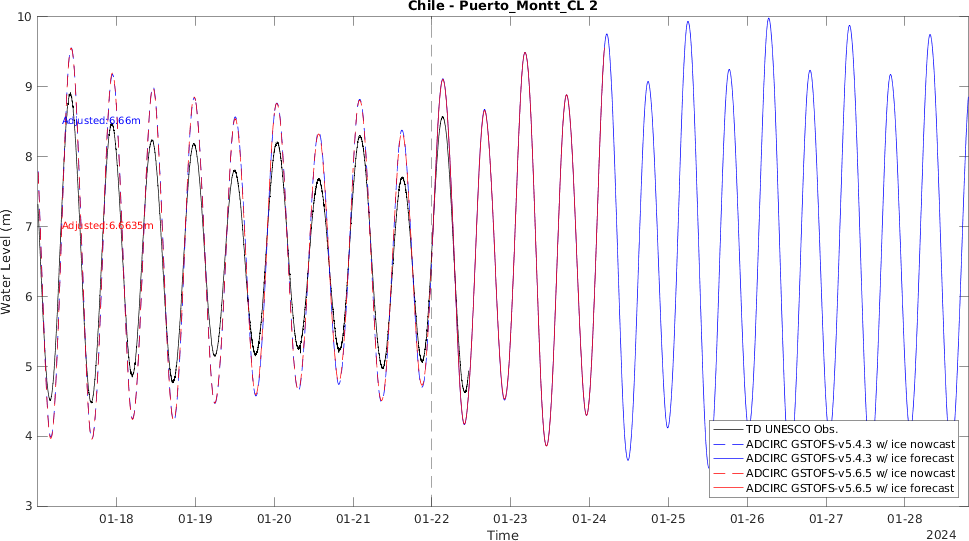 Chile - Puerto_Montt_CL 2
10
9
8
7
6
5
4
3
Water Level (m)
Adjusted:6.66m
Adjusted:6.6635m
TD UNESCO Obs.
ADCIRC GSTOFS-v5.4.3 w/ ice nowcast
ADCIRC GSTOFS-v5.4.3 w/ ice forecast
ADCIRC GSTOFS-v5.6.5 w/ ice nowcast
ADCIRC GSTOFS-v5.6.5 w/ ice forecast
01-18 01-19 01-20 01-21 01-22 01-23 01-24 01-25 01-26 01-27 01-28
Time
2024